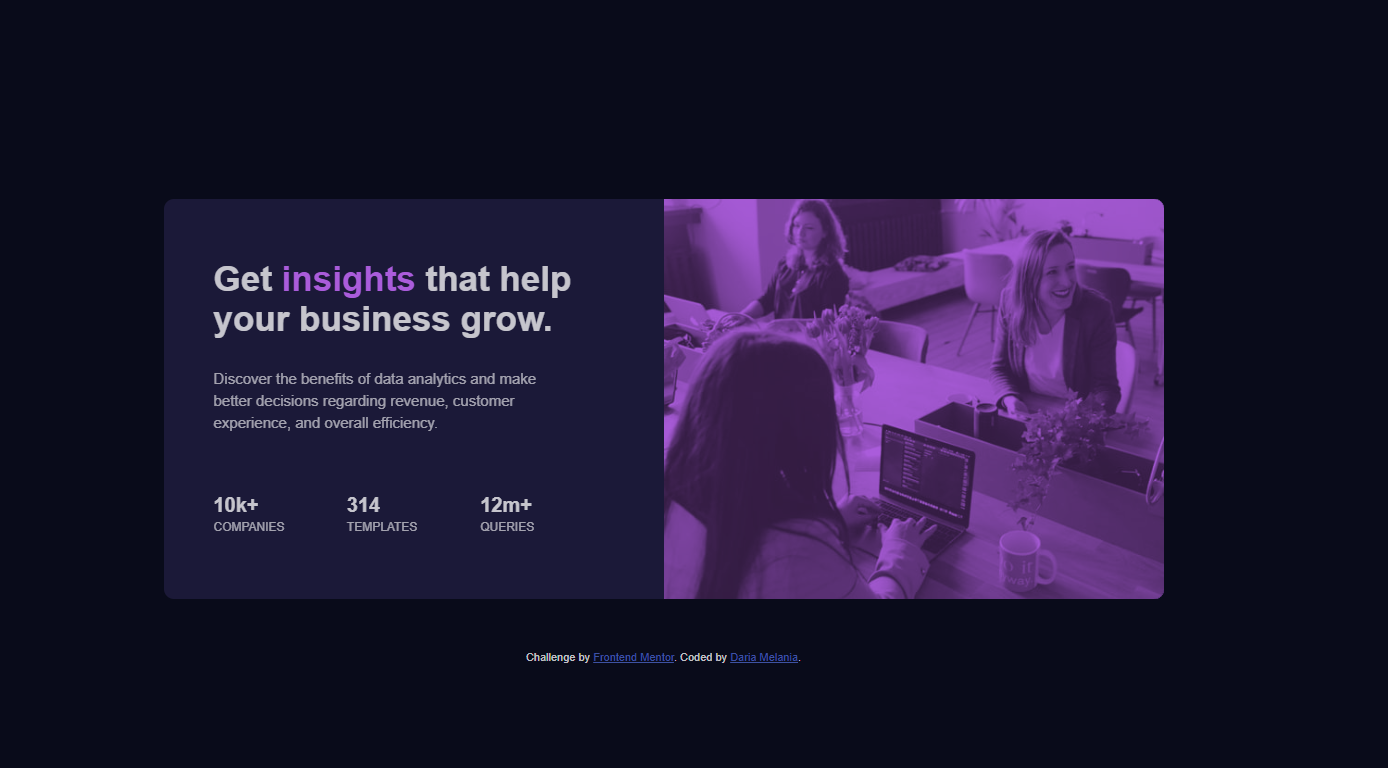 Get insights that help
your business grow.
Discover the benefits of data analytics and make
better decisions regarding revenue, customer
experience, and overall efficiency.
10k+ 314 12m+
COMPANIES TEMPLATES QUERIES
Challenge by Frontend Mentor. Coded by Daria Melania.